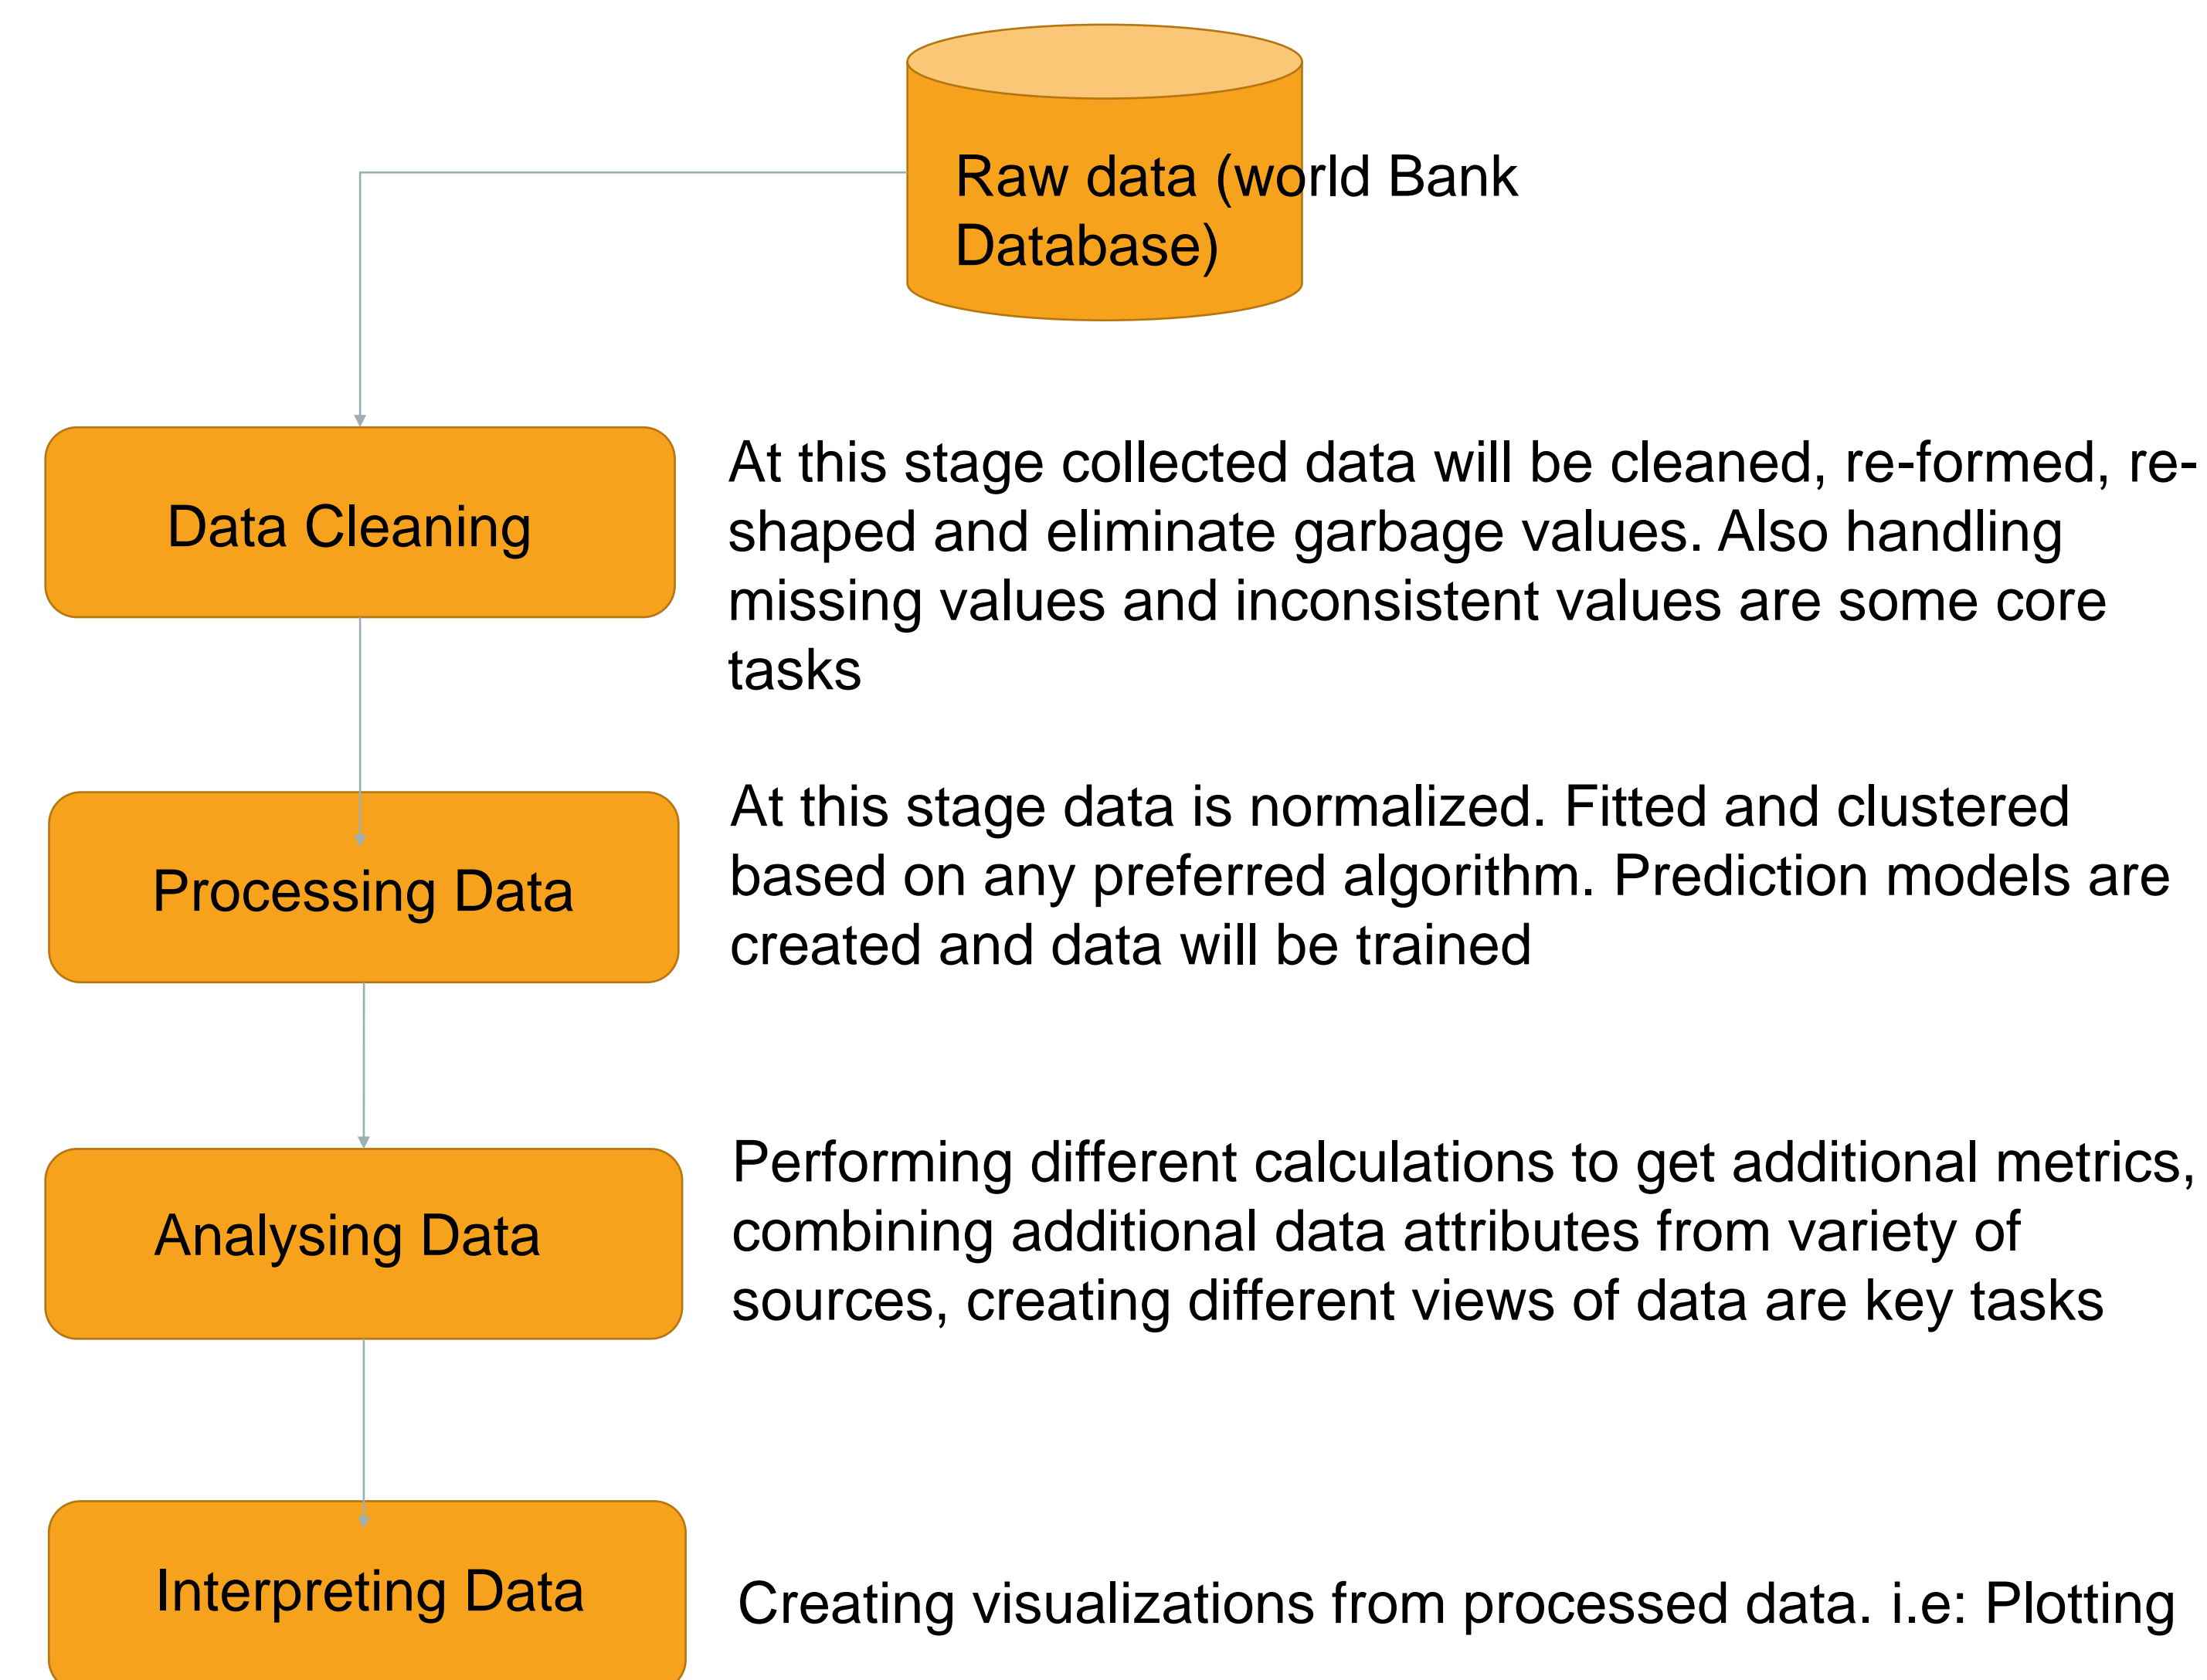 Raw data (world Bank
Database)
Data Cleaning
At this stage collected data will be cleaned, re-formed, re-
shaped and eliminate garbage values. Also handling
missing values and inconsistent values are some core
tasks
Processing Data
At this stage data is normalized. Fitted and clustered
based on any preferred algorithm. Prediction models are
created and data will be trained
Analysing Data
Performing different calculations to get additional metrics,
combining additional data attributes from variety of
sources, creating different views of data are key tasks
Interpreting Data
Creating visualizations from processed data. i.e: Plotting